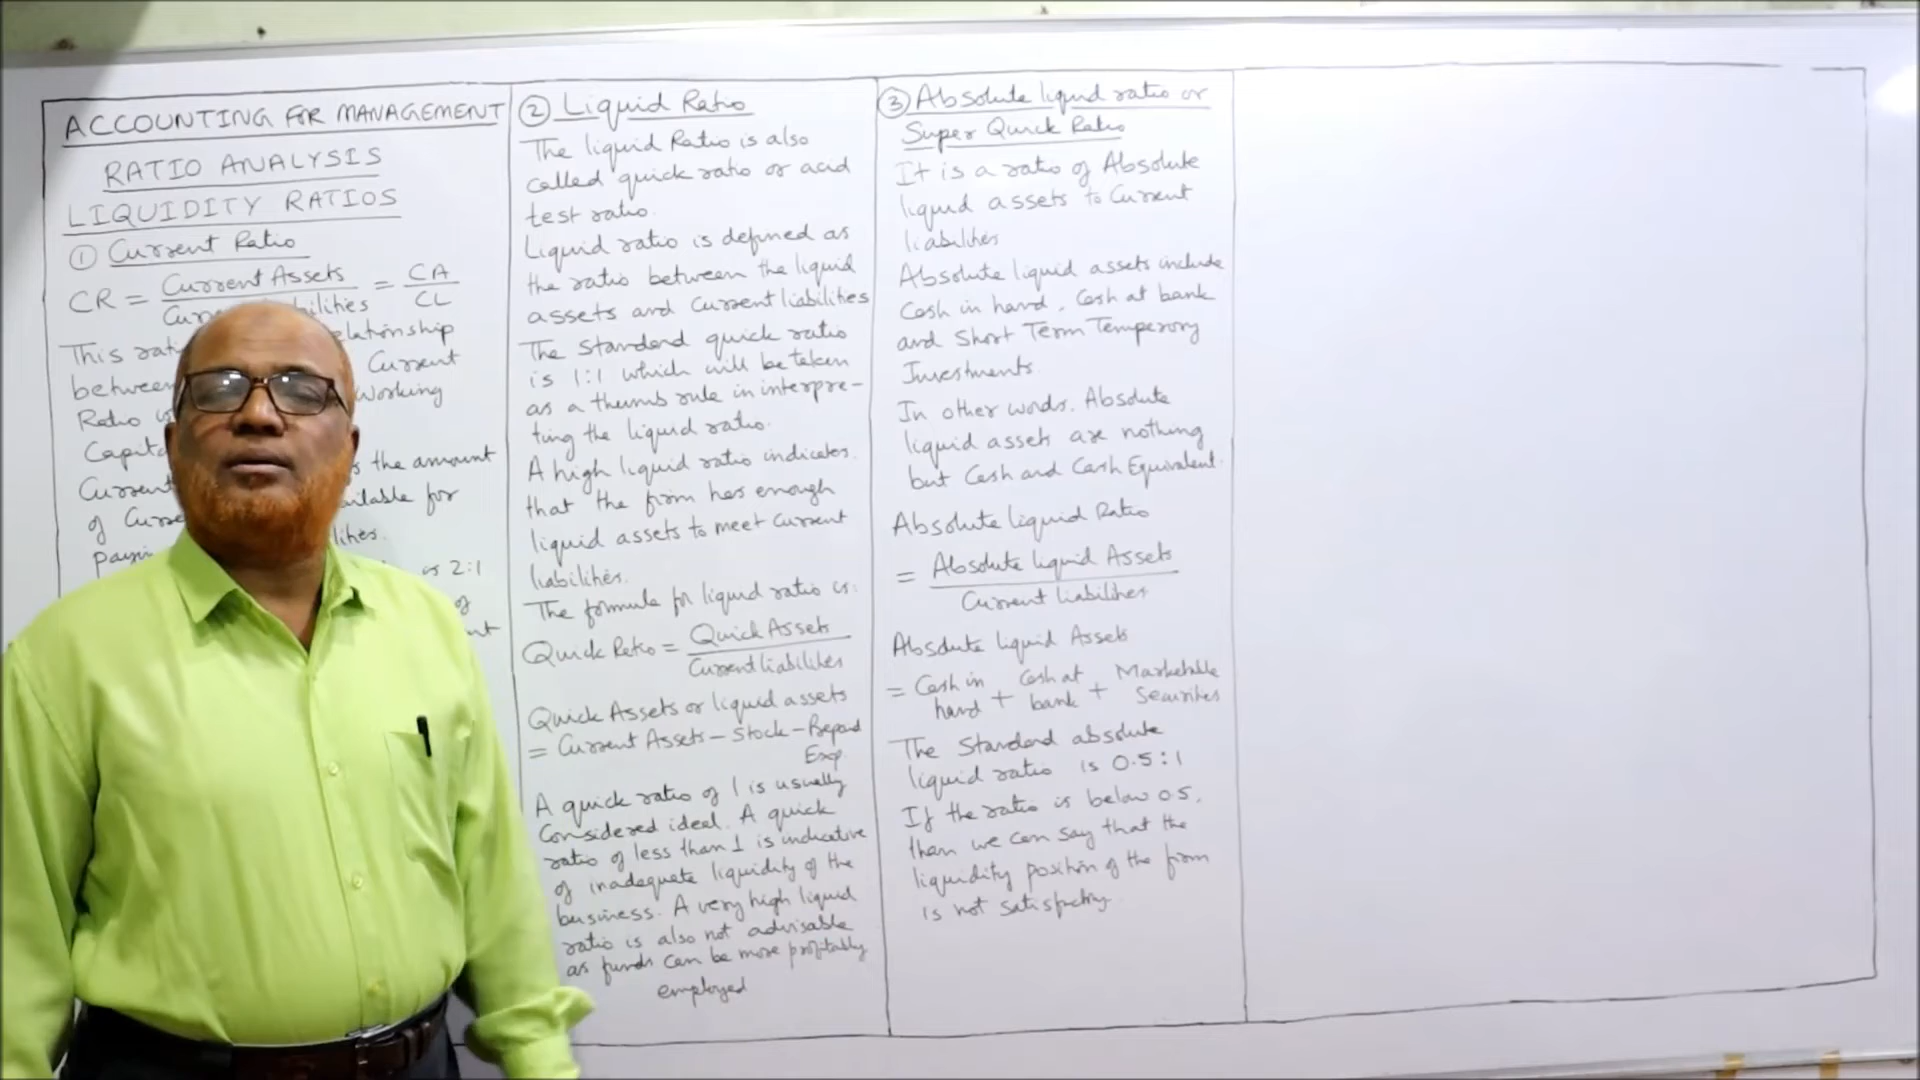 ACCOUNTING FOR MANAGEMENT
RATIO ANALYSIS
LIQUIDITY RATIOS
① Current Ratio
CR = Current Assets = CA
CL
This relationship
between Current
Working
Current s the amount
of for
is 2:1
of
② Liquid Ratio
The liquid Ratio is also
called quick ratio or acid
test ratio.
Liquid ratio is defined as
the ratio between the liquid
assets and Current liabilities
The Standard quick ratio
is 1:1 which will be taken
as a thumb rule in interpre-
ting the liquid ratio.
A high liquid ratio indicates
that the firm has enough
liquid assets to meet Current
liabilities.
The formula for liquid ratio is:
Quick Ratio = Quick Assets
Current liabilities
Quick Assets or liquid assets
= Current Assets – Stock – Prepaid
Exp.
A quick ratio of 1 is usually
Considered ideal. A quick
ratio of less than 1 is indicative
of inadequate liquidity of the
business. A very high liquid
ratio is also not advisable
as funds can be more profitably
employed
③ Absolute liquid ratio or
Super Quick Ratio
It is a ratio of Absolute
liquid assets to Current
liabilities
Absolute liquid assets include
Cash in hand, Cash at bank
and Short Term Temperory
Investments.
In other words, Absolute
liquid assets are nothing
but Cash and Cash Equivalent.
Absolute liquid Ratio
= Absolute liquid Assets
Current liabilities
Absolute liquid Assets
= Cash in hand + Cash at bank + Marketable Securities
The Standard absolute
liquid ratio is 0.5:1
If the ratio is below 0.5,
then we can say that the
liquidity position of the firm
is not satisfactry.